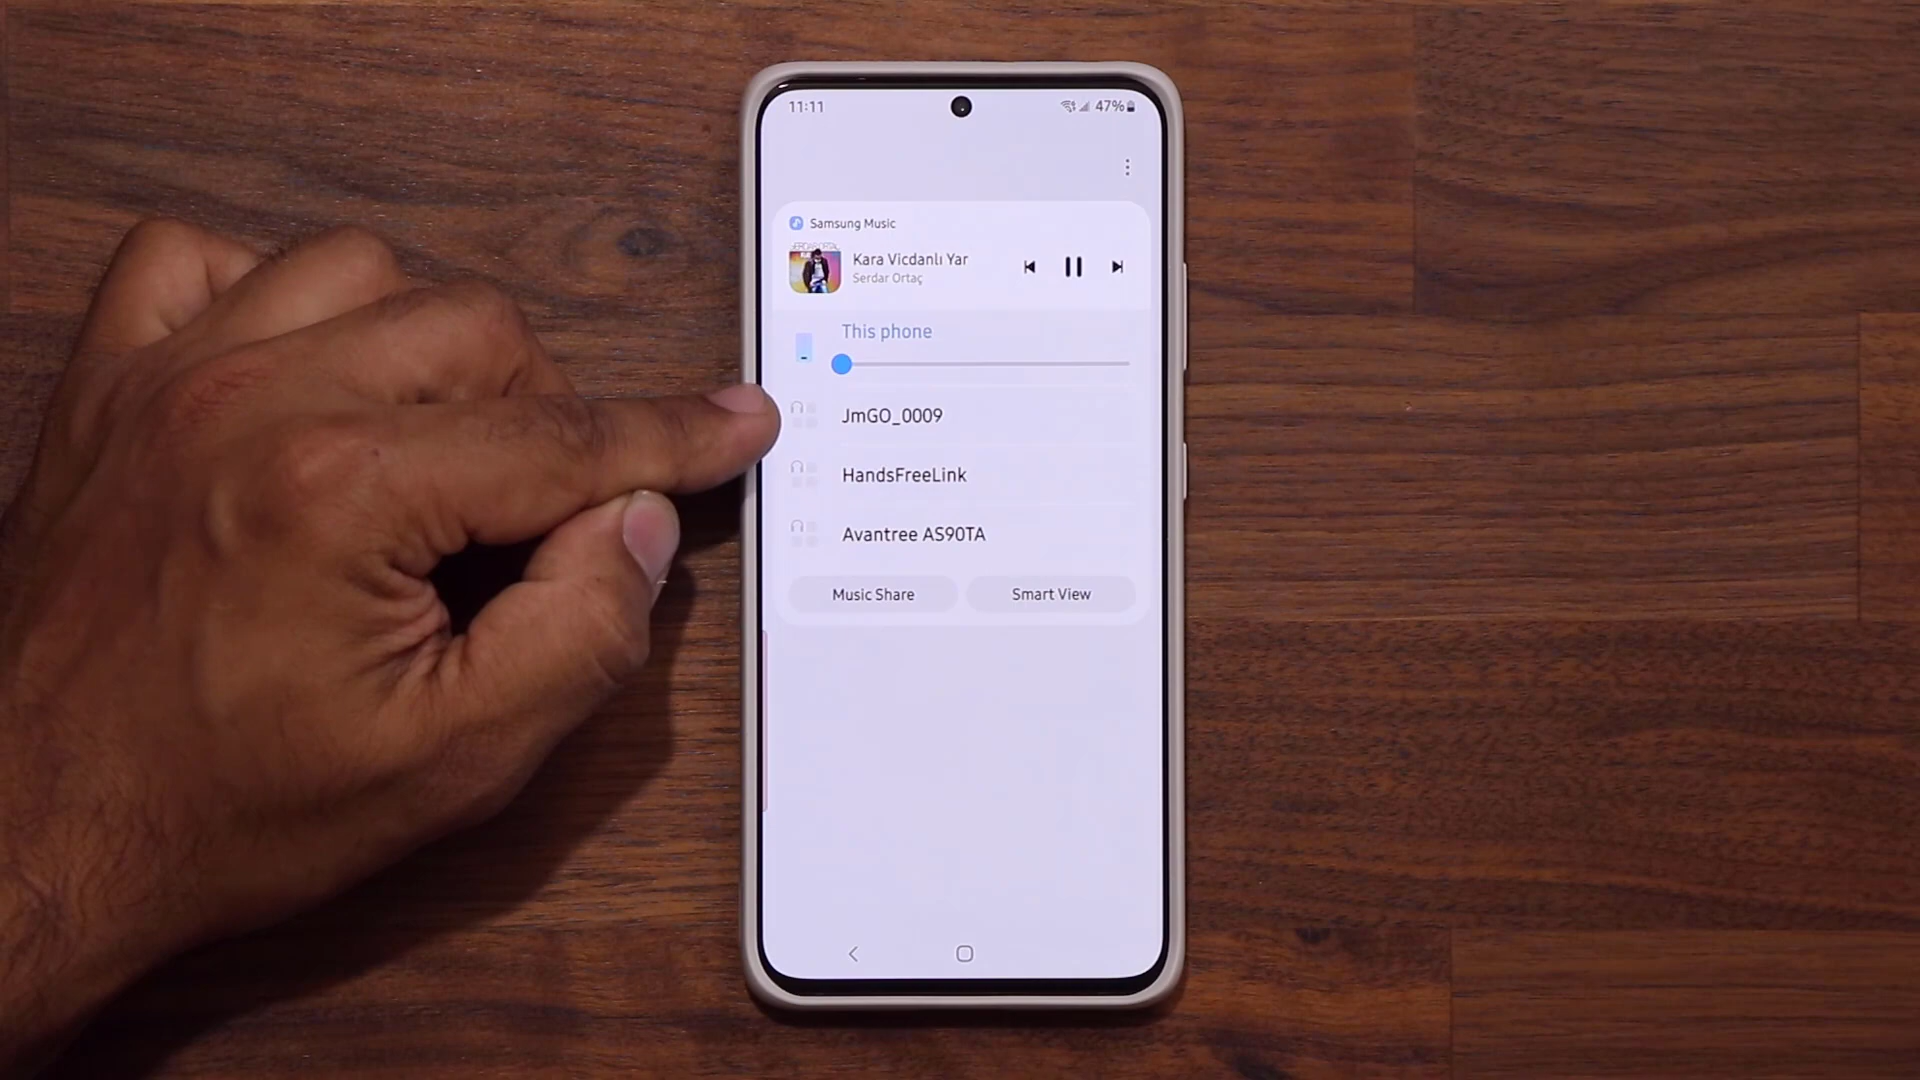 11:11
47%
Samsung Music
Kara Vicdanlı Yar
Serdar Ortaç
This phone
JmGO_0009
HandsFreeLink
Avantree AS90TA
Music Share
Smart View